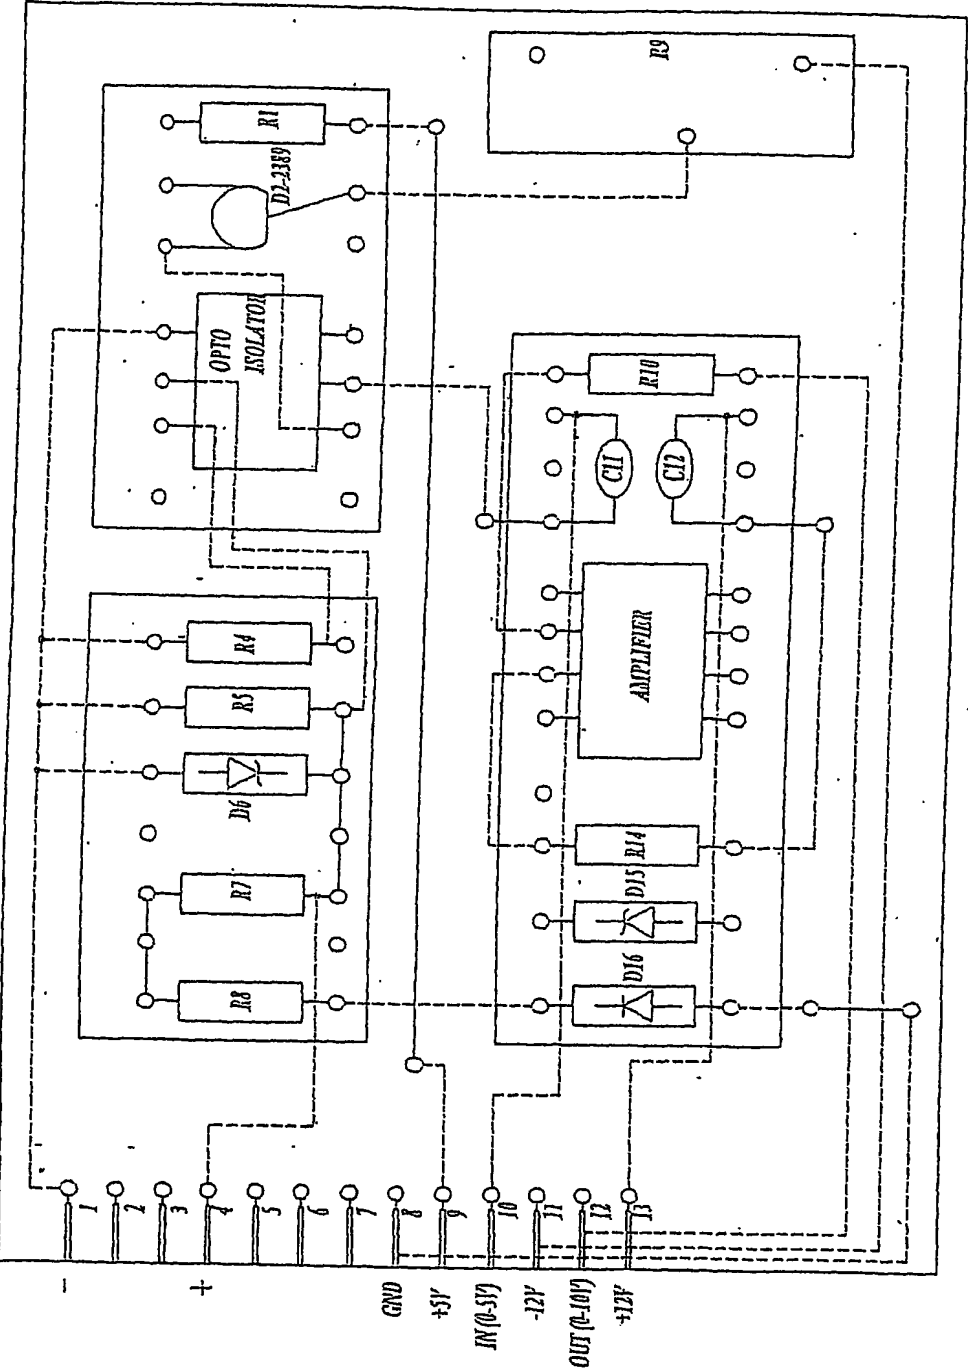 R9
R1
D2-2389
OPTO
ISOLATOR
R10
C11
C12
R4
R5
D6
R7
R8
AMPLIFIER
R14
D15
D16
1
2
3
4
5
6
7
8
9
10
11
12
13
-
+
GND
+5V
IN (0-5V)
-12V
OUT (0-10V)
+12V